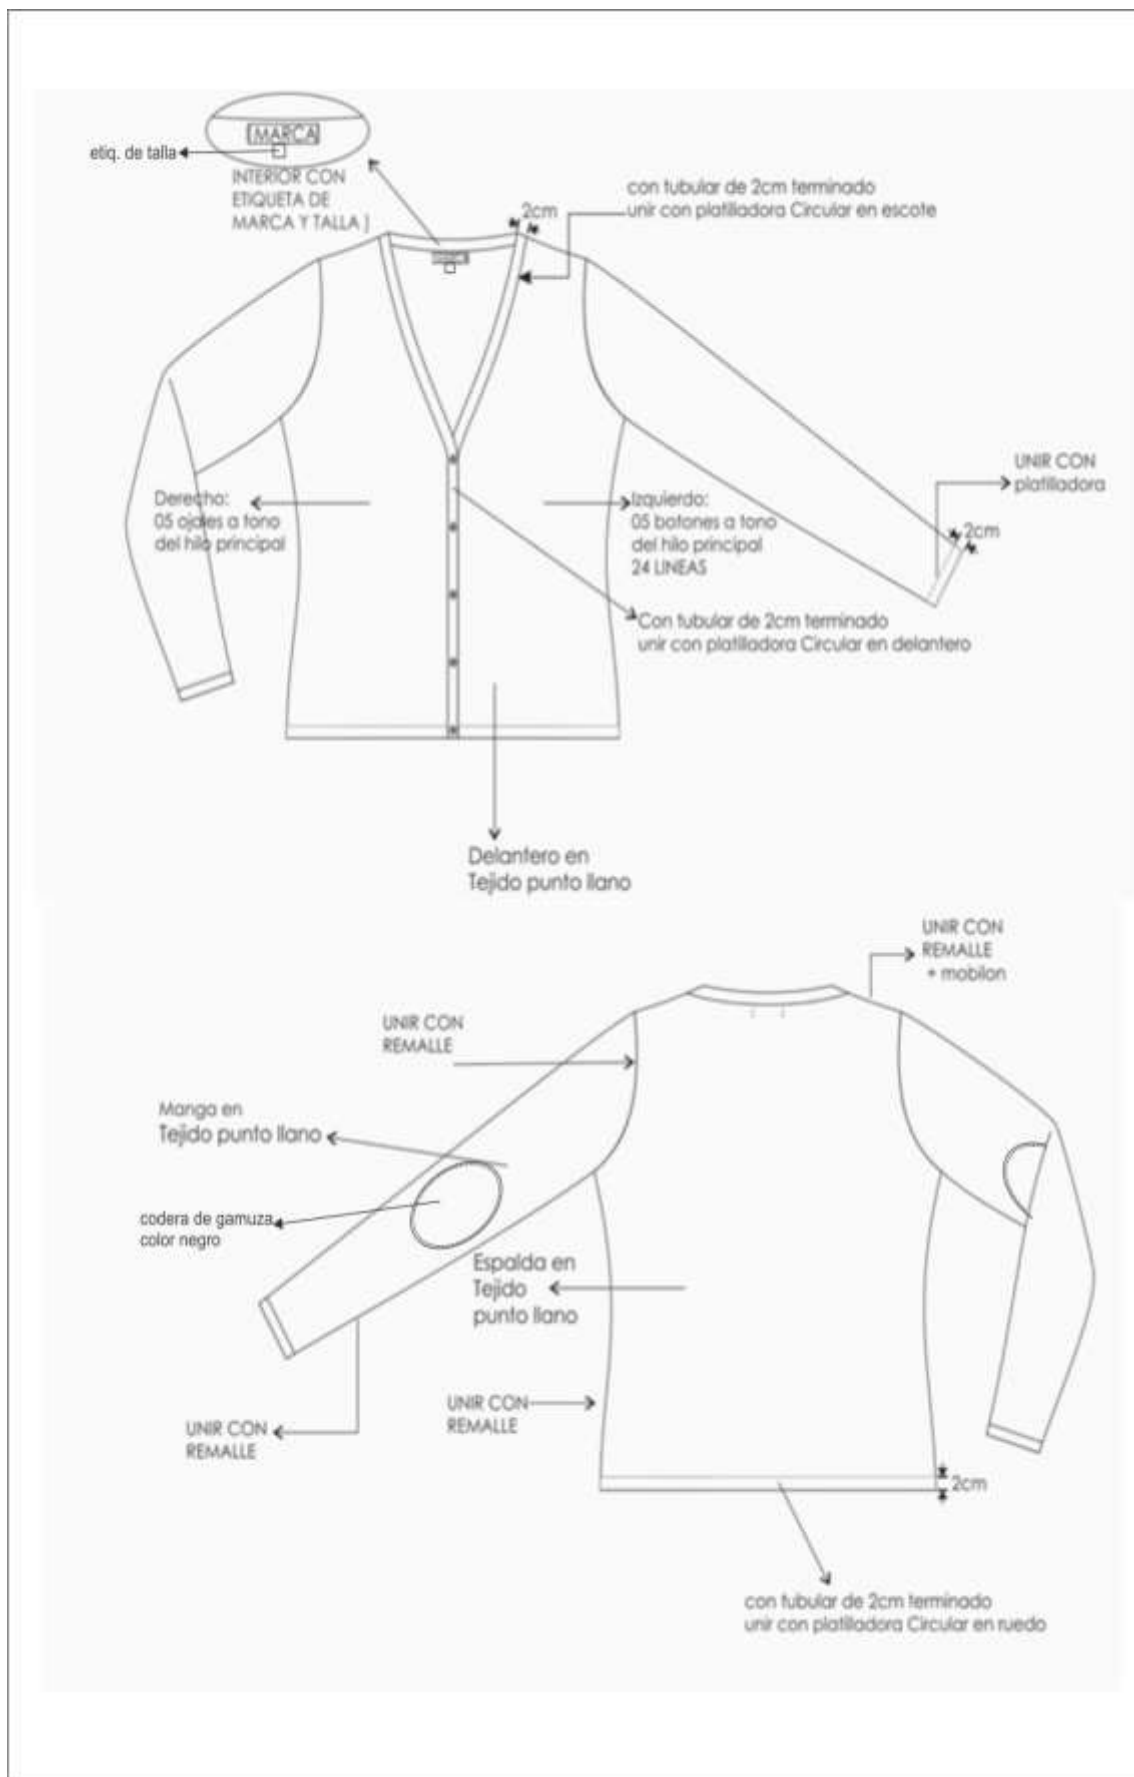 [MARCA]
etiq. de talla
INTERIOR CON
ETIQUETA DE
MARCA Y TALLA ]
2cm
con tubular de 2cm terminado
unir con platilladora Circular en escote
UNIR CON
platilladora
2cm
Derecho:
05 ojales a tono
del hilo principal
Izquierdo:
05 botones a tono
del hilo principal
24 LINEAS
Con tubular de 2cm terminado
unir con platilladora Circular en delantero
Delantero en
Tejido punto llano
UNIR CON
REMALLE
+ mobilon
UNIR CON
REMALLE
Manga en
Tejido punto llano
codera de gamuza
color negro
Espalda en
Tejido
punto llano
UNIR CON
REMALLE
UNIR CON
REMALLE
2cm
con tubular de 2cm terminado
unir con platilladora Circular en ruedo